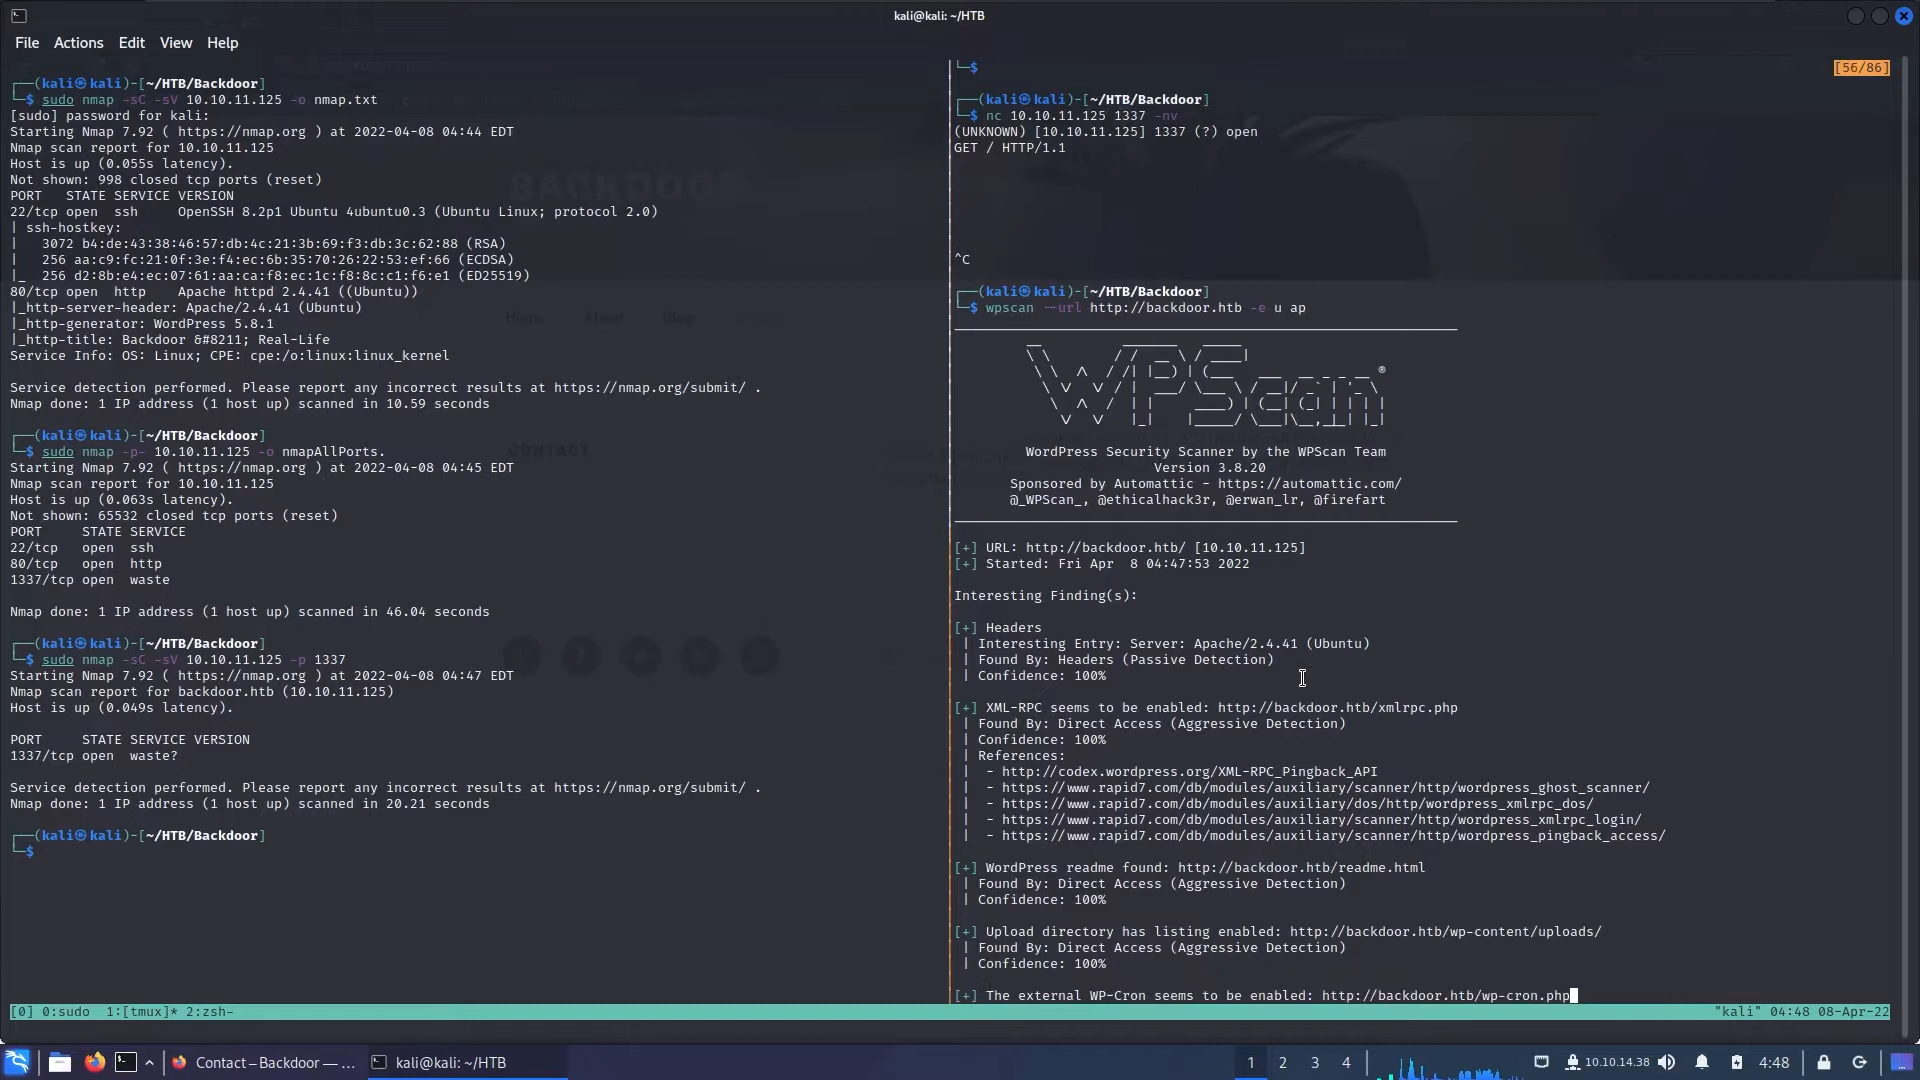 kali@kali: ~/HTB
File Actions Edit View Help
┌──(kali㉿kali)-[~/HTB/Backdoor]
└─$ sudo nmap -sC -sV 10.10.11.125 -o nmap.txt
[sudo] password for kali:
Starting Nmap 7.92 ( https://nmap.org ) at 2022-04-08 04:44 EDT
Nmap scan report for 10.10.11.125
Host is up (0.055s latency).
Not shown: 998 closed tcp ports (reset)
PORT   STATE SERVICE VERSION
22/tcp open  ssh     OpenSSH 8.2p1 Ubuntu 4ubuntu0.3 (Ubuntu Linux; protocol 2.0)
| ssh-hostkey:
|   3072 b4:de:43:38:46:57:db:4c:21:3b:69:f3:db:3c:62:88 (RSA)
|   256 aa:c9:fc:21:0f:3e:f4:ec:6b:35:70:26:22:53:ef:66 (ECDSA)
|_  256 d2:8b:e4:ec:07:61:aa:ca:f8:ec:1c:f8:8c:c1:f6:e1 (ED25519)
80/tcp open  http    Apache httpd 2.4.41 ((Ubuntu))
|_http-server-header: Apache/2.4.41 (Ubuntu)
|_http-generator: WordPress 5.8.1
|_http-title: Backdoor &#8211; Real-Life
Service Info: OS: Linux; CPE: cpe:/o:linux:linux_kernel
Service detection performed. Please report any incorrect results at https://nmap.org/submit/ .
Nmap done: 1 IP address (1 host up) scanned in 10.59 seconds
┌──(kali㉿kali)-[~/HTB/Backdoor]
└─$ sudo nmap -p- 10.10.11.125 -o nmapAllPorts.
Starting Nmap 7.92 ( https://nmap.org ) at 2022-04-08 04:45 EDT
Nmap scan report for 10.10.11.125
Host is up (0.063s latency).
Not shown: 65532 closed tcp ports (reset)
PORT     STATE SERVICE
22/tcp   open  ssh
80/tcp   open  http
1337/tcp open  waste
Nmap done: 1 IP address (1 host up) scanned in 46.04 seconds
┌──(kali㉿kali)-[~/HTB/Backdoor]
└─$ sudo nmap -sC -sV 10.10.11.125 -p 1337
Starting Nmap 7.92 ( https://nmap.org ) at 2022-04-08 04:47 EDT
Nmap scan report for backdoor.htb (10.10.11.125)
Host is up (0.049s latency).
PORT     STATE SERVICE VERSION
1337/tcp open  waste?
Service detection performed. Please report any incorrect results at https://nmap.org/submit/ .
Nmap done: 1 IP address (1 host up) scanned in 20.21 seconds
┌──(kali㉿kali)-[~/HTB/Backdoor]
└─$
└─$
[56/86]
┌──(kali㉿kali)-[~/HTB/Backdoor]
└─$ nc 10.10.11.125 1337 -nv
(UNKNOWN) [10.10.11.125] 1337 (?) open
GET / HTTP/1.1
^C
┌──(kali㉿kali)-[~/HTB/Backdoor]
└─$ wpscan --url http://backdoor.htb -e u ap
WPScan ®
WordPress Security Scanner by the WPScan Team
Version 3.8.20
Sponsored by Automattic - https://automattic.com/
@_WPScan_, @ethicalhack3r, @erwan_lr, @firefart
[+] URL: http://backdoor.htb/ [10.10.11.125]
[+] Started: Fri Apr  8 04:47:53 2022
Interesting Finding(s):
[+] Headers
| Interesting Entry: Server: Apache/2.4.41 (Ubuntu)
| Found By: Headers (Passive Detection)
| Confidence: 100%
[+] XML-RPC seems to be enabled: http://backdoor.htb/xmlrpc.php
| Found By: Direct Access (Aggressive Detection)
| Confidence: 100%
| References:
|  - http://codex.wordpress.org/XML-RPC_Pingback_API
|  - https://www.rapid7.com/db/modules/auxiliary/scanner/http/wordpress_ghost_scanner/
|  - https://www.rapid7.com/db/modules/auxiliary/dos/http/wordpress_xmlrpc_dos/
|  - https://www.rapid7.com/db/modules/auxiliary/scanner/http/wordpress_xmlrpc_login/
|  - https://www.rapid7.com/db/modules/auxiliary/scanner/http/wordpress_pingback_access/
[+] WordPress readme found: http://backdoor.htb/readme.html
| Found By: Direct Access (Aggressive Detection)
| Confidence: 100%
[+] Upload directory has listing enabled: http://backdoor.htb/wp-content/uploads/
| Found By: Direct Access (Aggressive Detection)
| Confidence: 100%
[+] The external WP-Cron seems to be enabled: http://backdoor.htb/wp-cron.php
[0] 0:sudo  1:[tmux]* 2:zsh-
"kali" 04:48 08-Apr-22
Contact – Backdoor — ...
kali@kali: ~/HTB
1 2 3 4
10.10.14.38
4:48